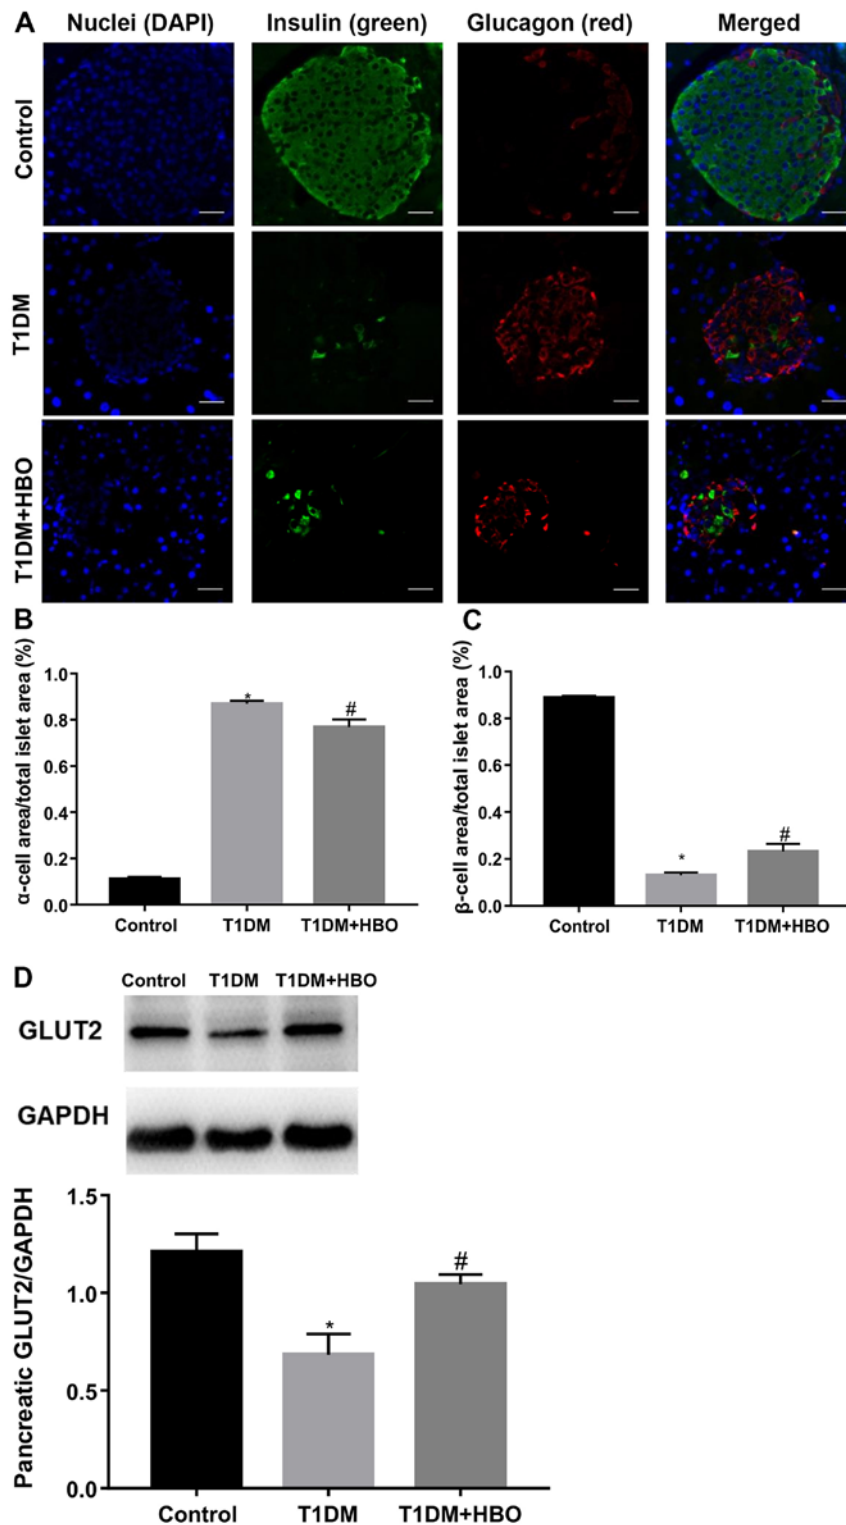 A
Nuclei (DAPI) Insulin (green) Glucagon (red) Merged
Control
T1DM
T1DM+HBO
B
α-cell area/total islet area (%)
1.0
0.8
0.6
0.4
0.2
0.0
*
#
Control T1DM T1DM+HBO
C
β-cell area/total islet area (%)
1.0
0.8
0.6
0.4
0.2
0.0
*
#
Control T1DM T1DM+HBO
D
Control T1DM T1DM+HBO
GLUT2
GAPDH
Pancreatic GLUT2/GAPDH
1.5
1.0
0.5
0.0
*
#
Control T1DM T1DM+HBO